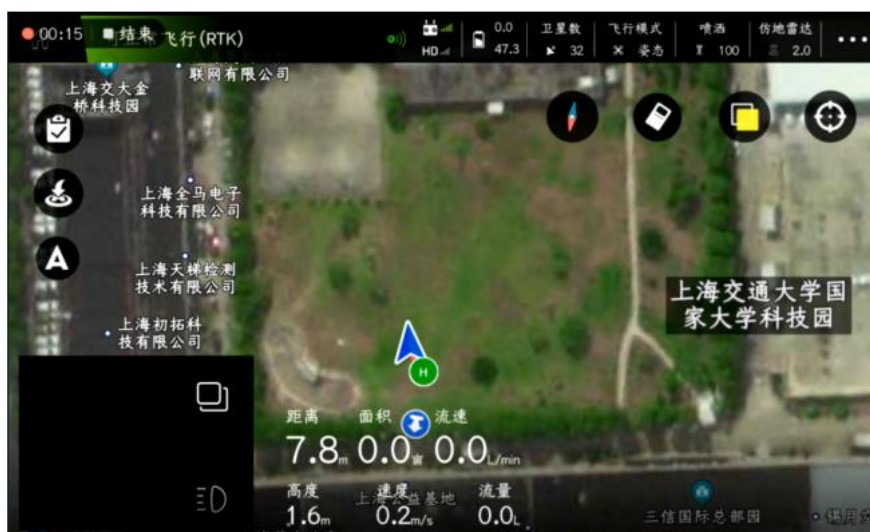 00:15 结束 飞行(RTK)
HD
0.0
47.3
卫星数
32
飞行模式
姿态
喷洒
100
仿地雷达
2.0
联网有限公司
上海交大金
桥科技园
上海全马电子
科技有限公司
上海天梯检测
技术有限公司
上海初拓科
技有限公司
上海交通大学国
家大学科技园
A
H
距离 面积 流速
7.8m 0.0亩 0.0L/min
高度 速度 流量
1.6m 0.2m/s 0.0L
上海公益基地
三信国际总部园